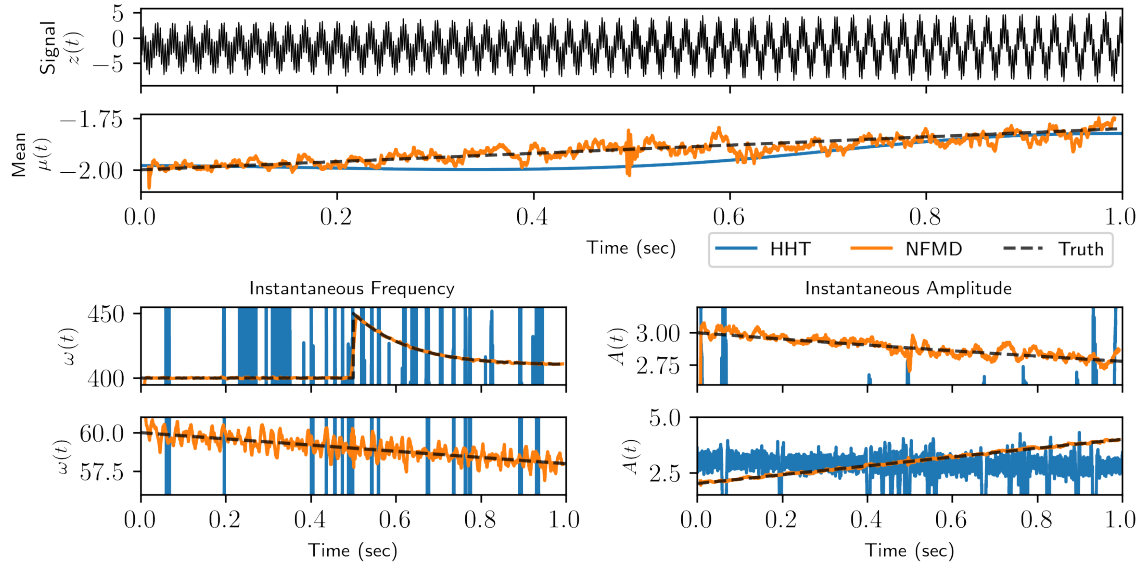 Signal
z(t)
5
0
−5
Mean
μ(t)
−1.75
−2.00
0.0 0.2 0.4 0.6 0.8 1.0
Time (sec)
HHT NFMD Truth
Instantaneous Frequency
ω(t)
450
400
ω(t)
60.0
57.5
0.0 0.2 0.4 0.6 0.8 1.0
Time (sec)
Instantaneous Amplitude
A(t)
3.00
2.75
A(t)
5.0
2.5
0.0 0.2 0.4 0.6 0.8 1.0
Time (sec)